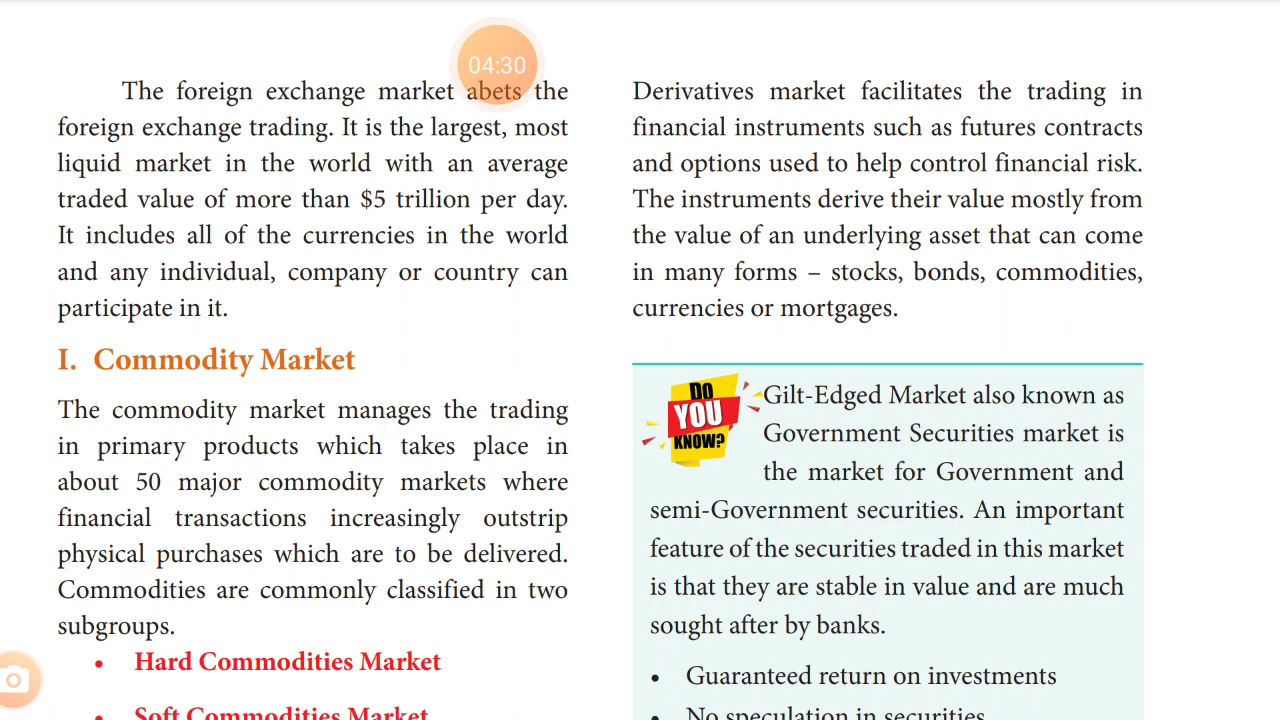 04:30
The foreign exchange market abets the
foreign exchange trading. It is the largest, most
liquid market in the world with an average
traded value of more than $5 trillion per day.
It includes all of the currencies in the world
and any individual, company or country can
participate in it.
I. Commodity Market
The commodity market manages the trading
in primary products which takes place in
about 50 major commodity markets where
financial transactions increasingly outstrip
physical purchases which are to be delivered.
Commodities are commonly classified in two
subgroups.
• Hard Commodities Market
• Soft Commodities Market
Derivatives market facilitates the trading in
financial instruments such as futures contracts
and options used to help control financial risk.
The instruments derive their value mostly from
the value of an underlying asset that can come
in many forms – stocks, bonds, commodities,
currencies or mortgages.
DO
YOU
KNOW?
Gilt-Edged Market also known as
Government Securities market is
the market for Government and
semi-Government securities. An important
feature of the securities traded in this market
is that they are stable in value and are much
sought after by banks.
• Guaranteed return on investments
• No speculation in securities